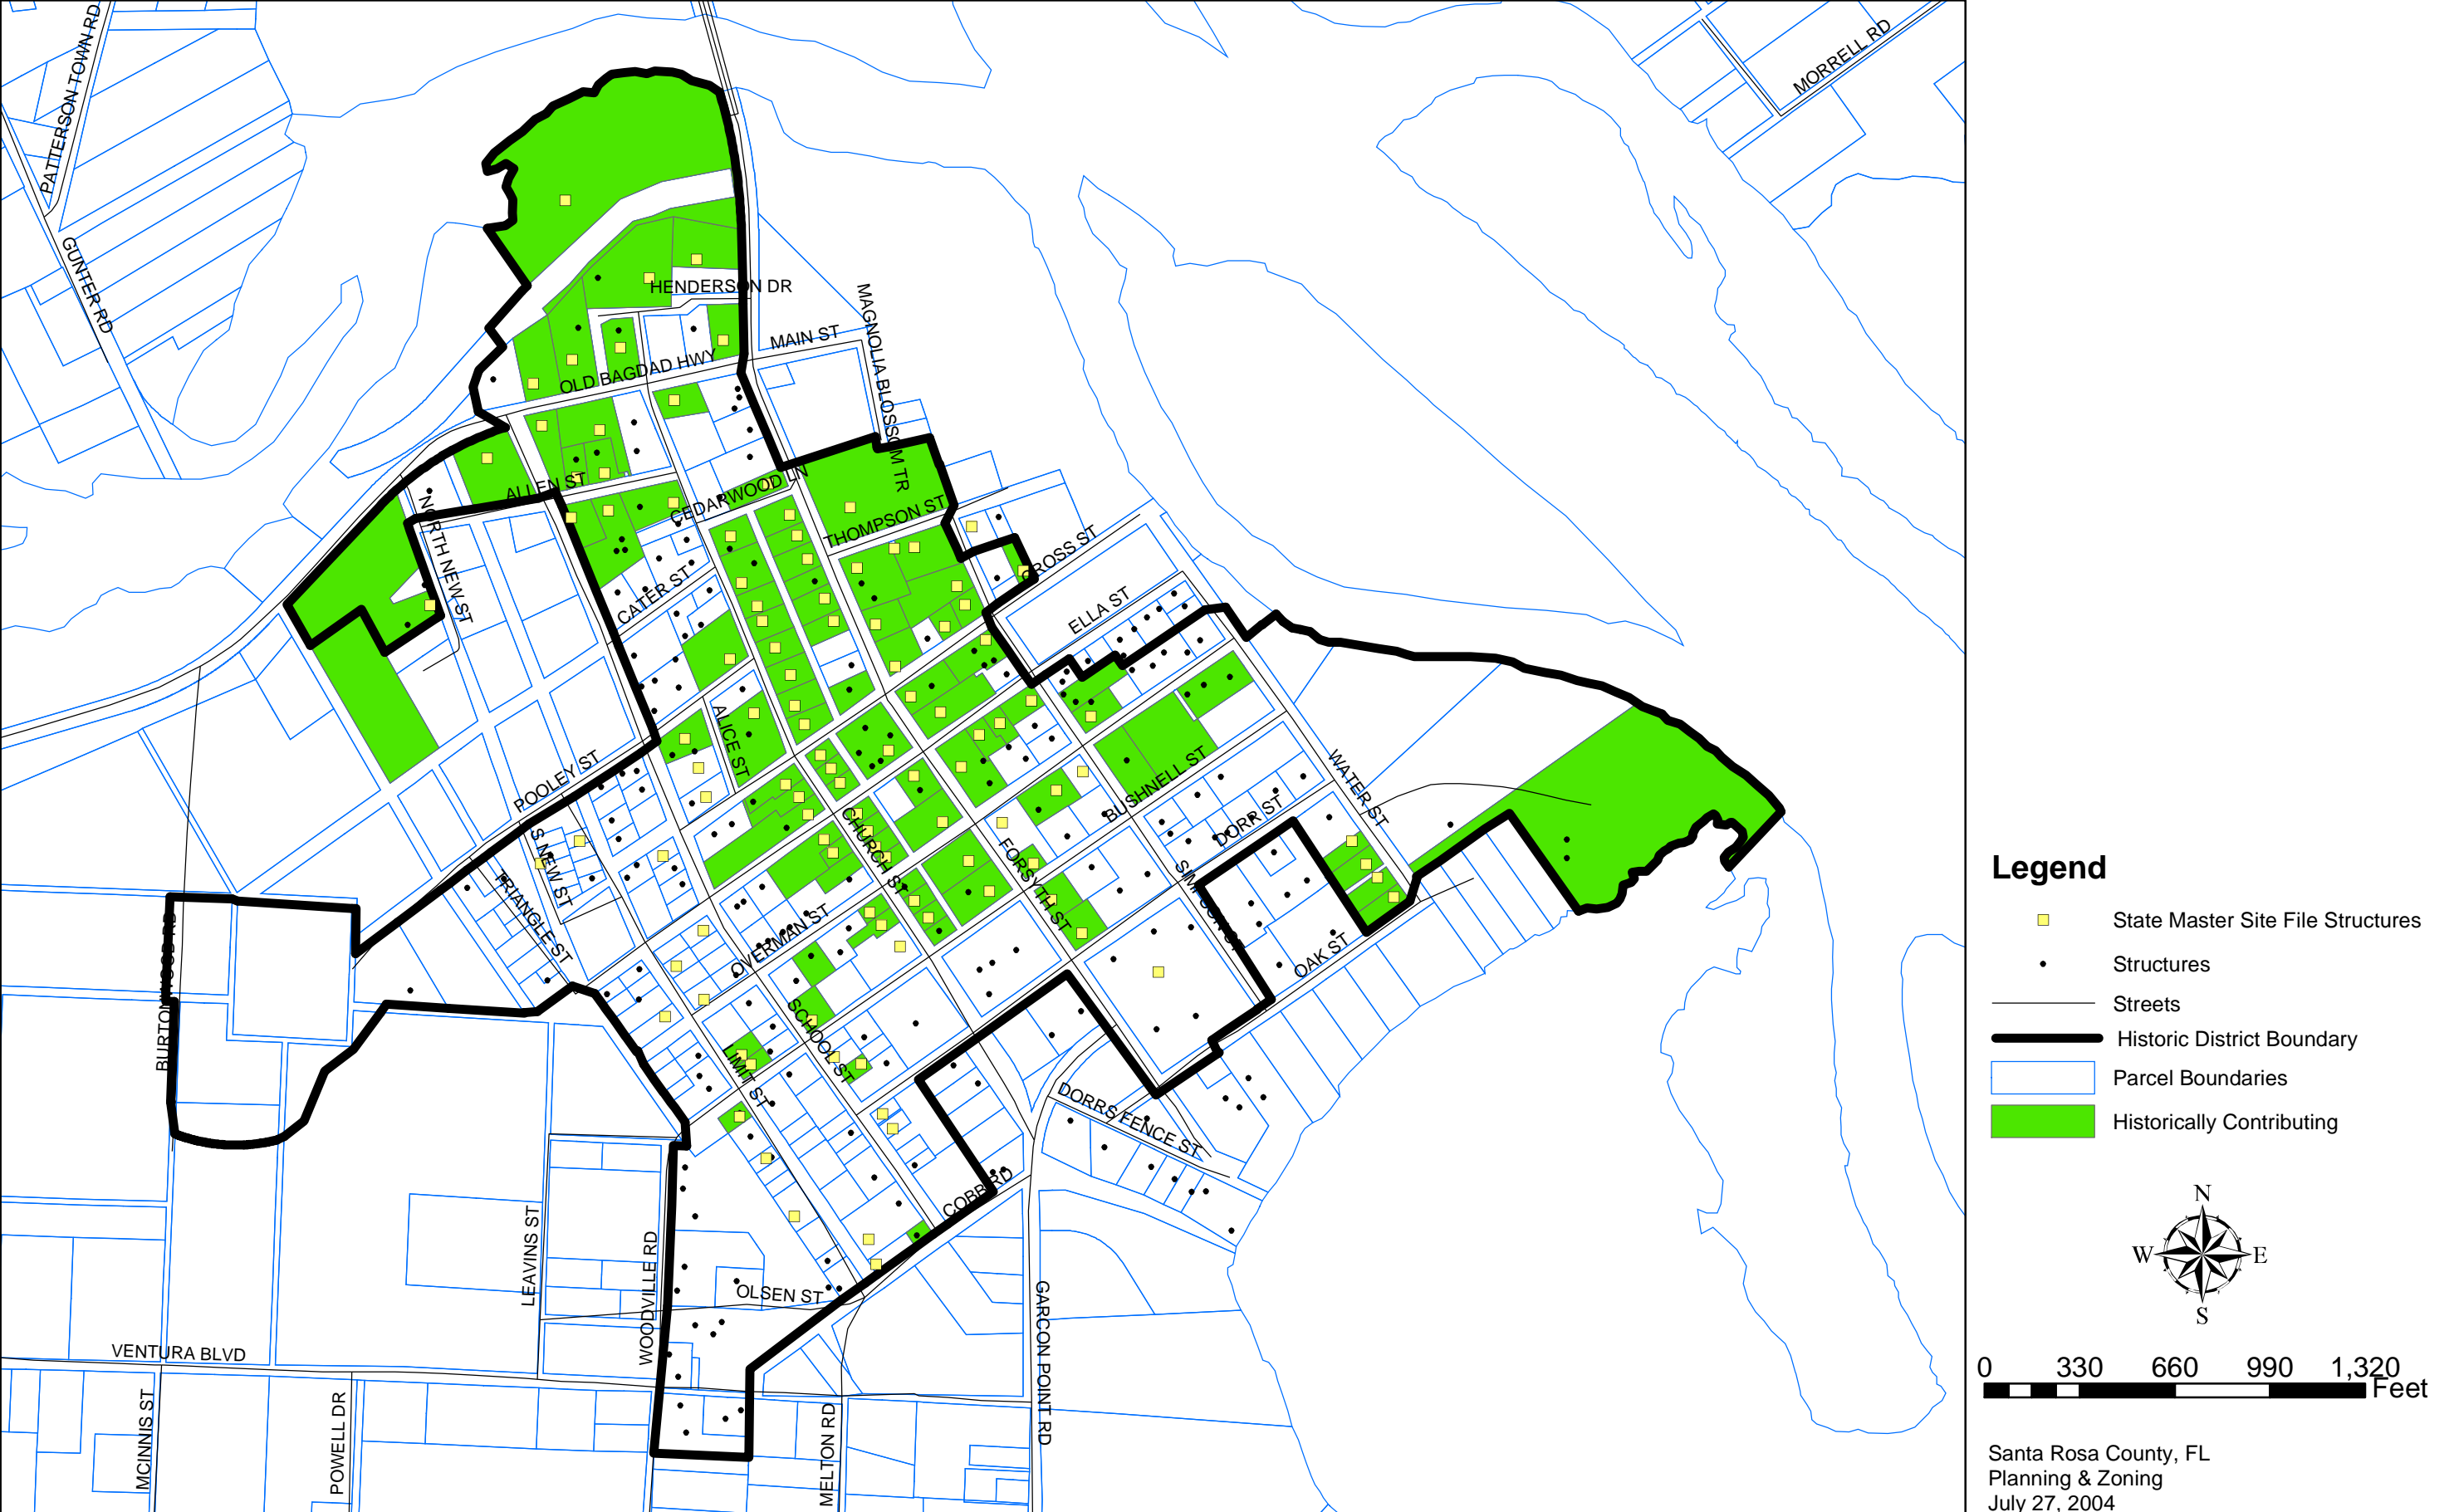 PATTERSON TOWN RD
MORRELL RD
GUNTER RD
HENDERSON DR
MAGNOLIA BLOSSOM TR
MAIN ST
OLD BAGDAD HWY
ALLEN ST
CEDARWOOD LN
NORTH NEW ST
THOMPSON ST
CROSS ST
CATER ST
ELLA ST
ALICE ST
POOLEY ST
BUSHNELL ST
WATER ST
S NEW ST
CHURCH ST
DORR ST
FORSYTH ST
TRIANGLE ST
OVERMAN ST
OAK ST
SCHOOL ST
LIMIT ST
DORRS FENCE ST
COBB RD
LEAVINS ST
WOODVILLE RD
OLSEN ST
GARCON POINT RD
VENTURA BLVD
MCINNIS ST
POWELL DR
MELTON RD
Legend
State Master Site File Structures
Structures
Streets
Historic District Boundary
Parcel Boundaries
Historically Contributing
N
W
E
S
0 330 660 990 1,320
Feet
Santa Rosa County, FL
Planning & Zoning
July 27, 2004